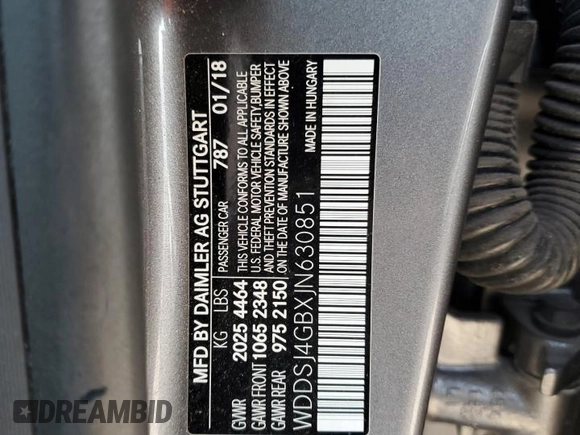 MFD BY DAIMLER AG STUTTGART
KG LBS PASSENGER CAR 787 01/18
GVWR 2025 4464 THIS VEHICLE CONFORMS TO ALL APPLICABLE
GAWR FRONT 1065 2348 U.S. FEDERAL MOTOR VEHICLE SAFETY,BUMPER
GAWR REAR 975 2150 AND THEFT PREVENTION STANDARDS IN EFFECT
ON THE DATE OF MANUFACTURE SHOWN ABOVE
WDDSJ4GBXJN630851 MADE IN HUNGARY
DREAMBID